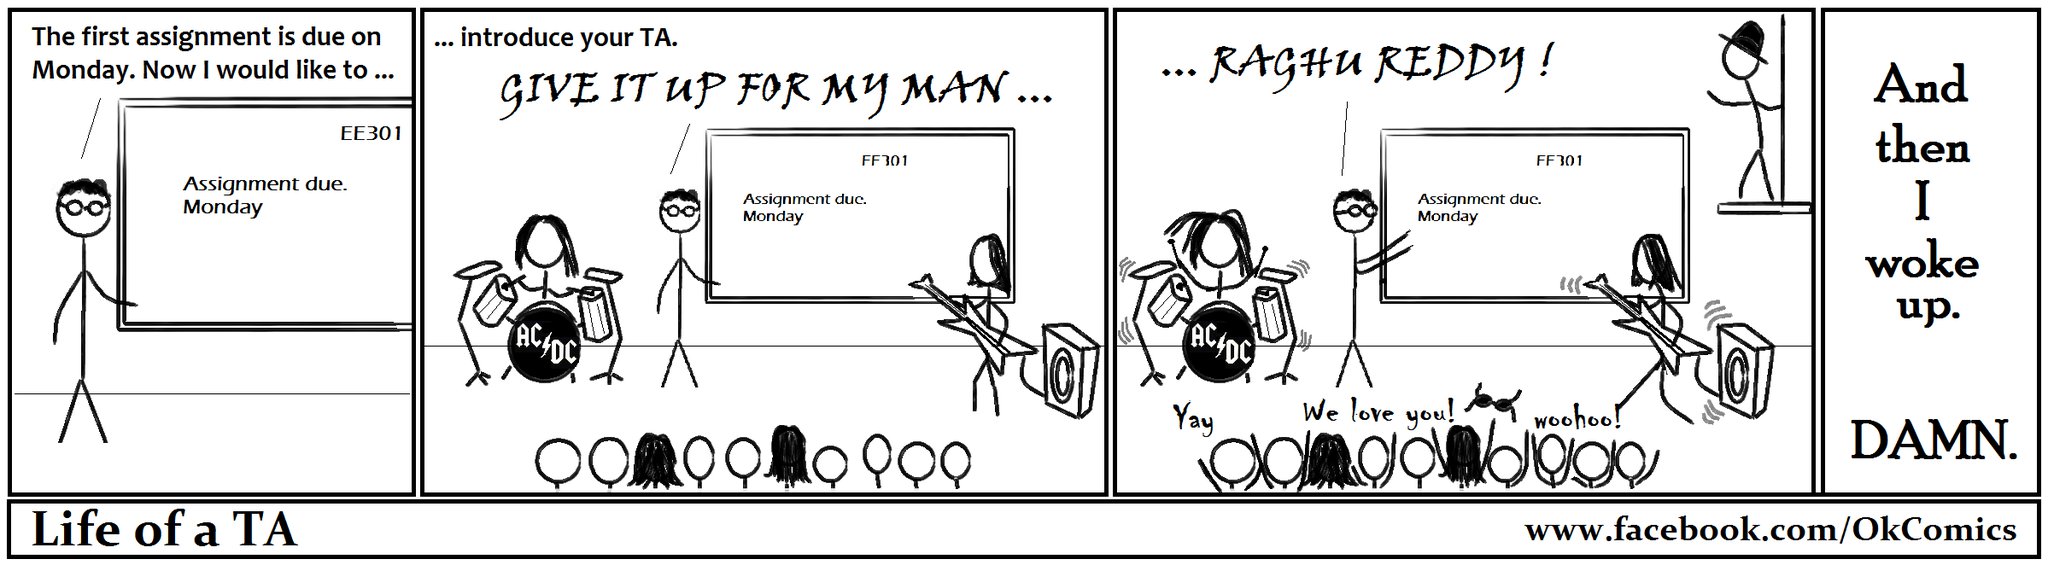 The first assignment is due on
Monday. Now I would like to ...
EE301
Assignment due.
Monday
... introduce your TA.
GIVE IT UP FOR MY MAN ...
EE301
Assignment due.
Monday
AC
DC
... RAGHU REDDY !
EE301
Assignment due.
Monday
AC
DC
Yay
We love you!
woohoo!
And
then
I
woke
up.
DAMN.
Life of a TA
www.facebook.com/OkComics